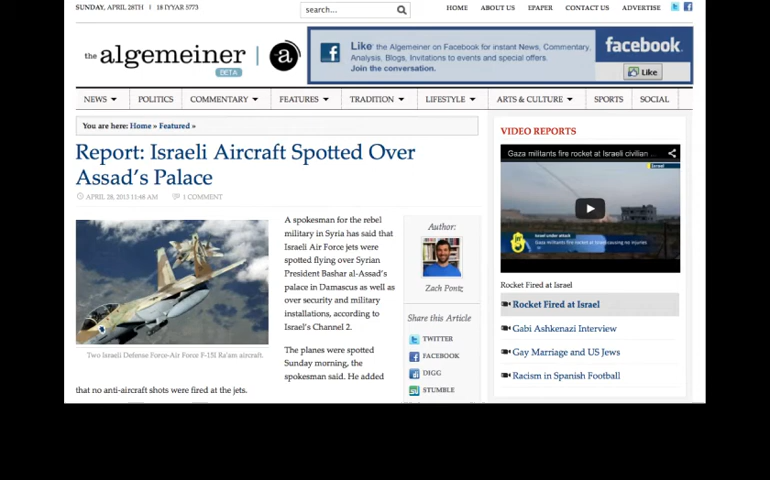 SUNDAY, APRIL 28TH | 18 IYYAR 5773
search...
HOME ABOUT US EPAPER CONTACT US ADVERTISE
the algemeiner
BETA
a
Like the Algemeiner on Facebook for instant News, Commentary,
Analysis, Blogs, Invitations to events and special offers.
Join the conversation.
facebook.
Like
NEWS POLITICS COMMENTARY FEATURES TRADITION LIFESTYLE ARTS & CULTURE SPORTS SOCIAL
You are here: Home » Featured »
Report: Israeli Aircraft Spotted Over
Assad's Palace
APRIL 28, 2013 11:48 AM 1 COMMENT
Two Israeli Defense Force-Air Force F-15I Ra'am aircraft.
A spokesman for the rebel
military in Syria has said that
Israeli Air Force jets were
spotted flying over Syrian
President Bashar al-Assad's
palace in Damascus as well as
over security and military
installations, according to
Israel's Channel 2.
The planes were spotted
Sunday morning, the
spokesman said. He added
that no anti-aircraft shots were fired at the jets.
Author:
Zach Pontz
Share this Article
TWITTER
FACEBOOK
DIGG
STUMBLE
VIDEO REPORTS
Gaza militants fire rocket at Israeli civilian ...
Israel
Israel under attack
Gaza militants fire rocket at Israel causing no injuries
Rocket Fired at Israel
Rocket Fired at Israel
Gabi Ashkenazi Interview
Gay Marriage and US Jews
Racism in Spanish Football